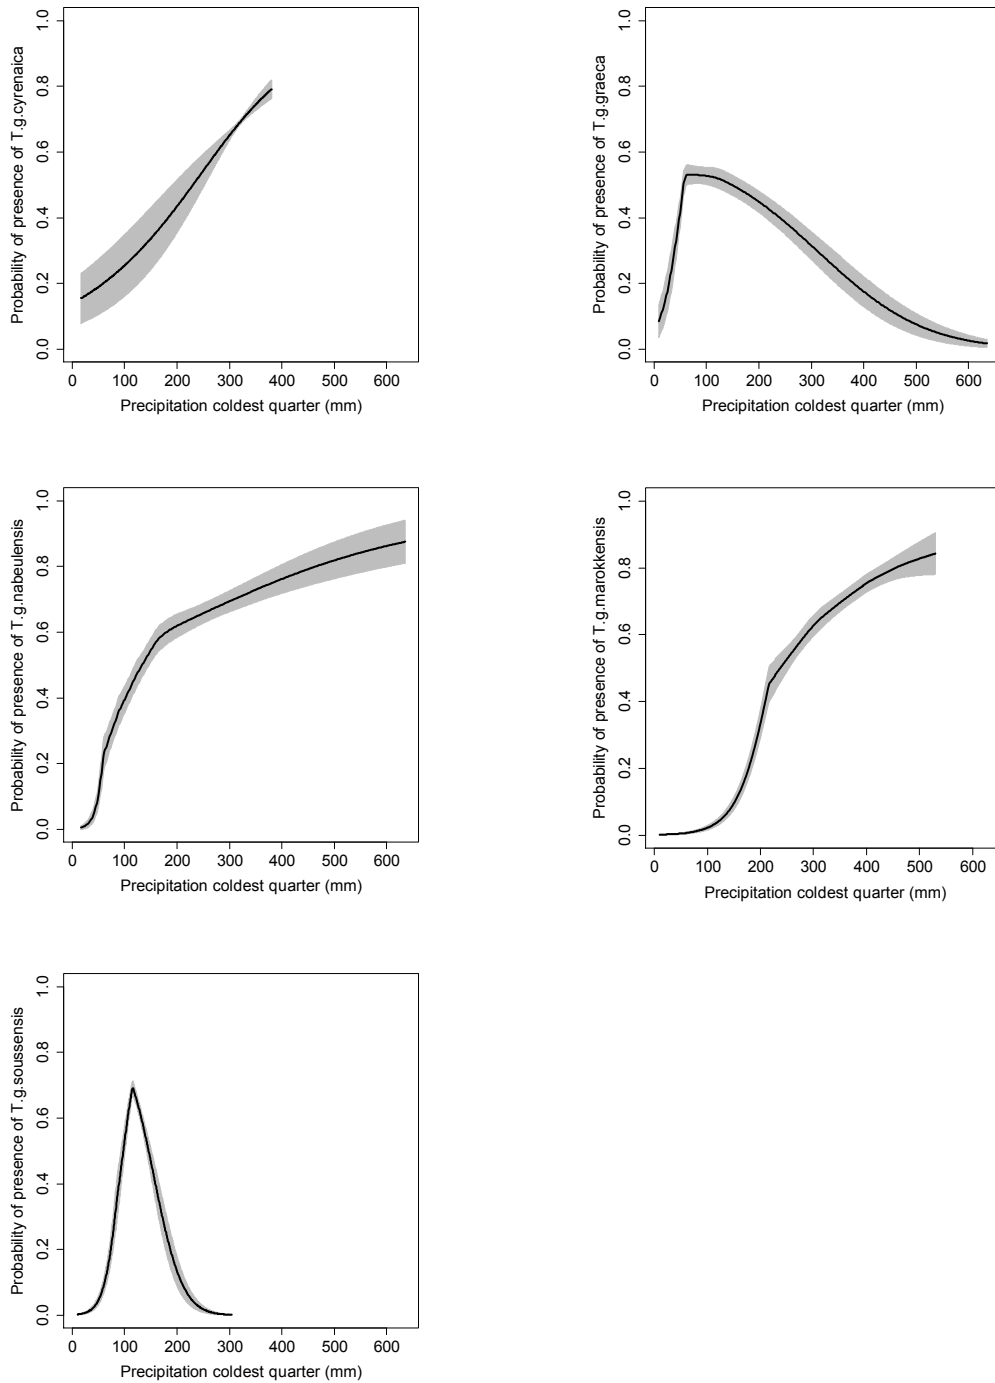 Probability of presence of T.g.cyrenaica
1.0
0.8
0.6
0.4
0.2
0.0
0 100 200 300 400 500 600
Precipitation coldest quarter (mm)
Probability of presence of T.g.graeca
1.0
0.8
0.6
0.4
0.2
0.0
0 100 200 300 400 500 600
Precipitation coldest quarter (mm)
Probability of presence of T.g.nabeulensis
1.0
0.8
0.6
0.4
0.2
0.0
0 100 200 300 400 500 600
Precipitation coldest quarter (mm)
Probability of presence of T.g.marokkensis
1.0
0.8
0.6
0.4
0.2
0.0
0 100 200 300 400 500 600
Precipitation coldest quarter (mm)
Probability of presence of T.g.soussensis
1.0
0.8
0.6
0.4
0.2
0.0
0 100 200 300 400 500 600
Precipitation coldest quarter (mm)